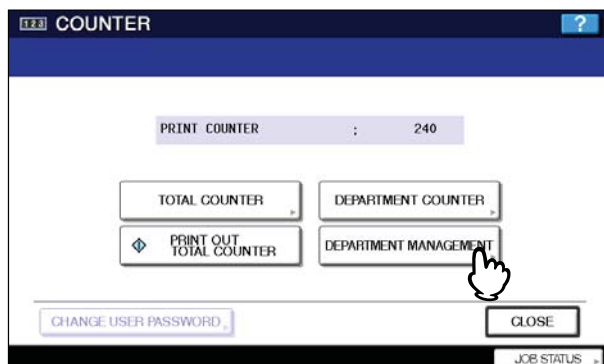 123 COUNTER ?
PRINT COUNTER : 240
TOTAL COUNTER DEPARTMENT COUNTER
PRINT OUT
TOTAL COUNTER
DEPARTMENT MANAGEMENT
CHANGE USER PASSWORD CLOSE
JOB STATUS